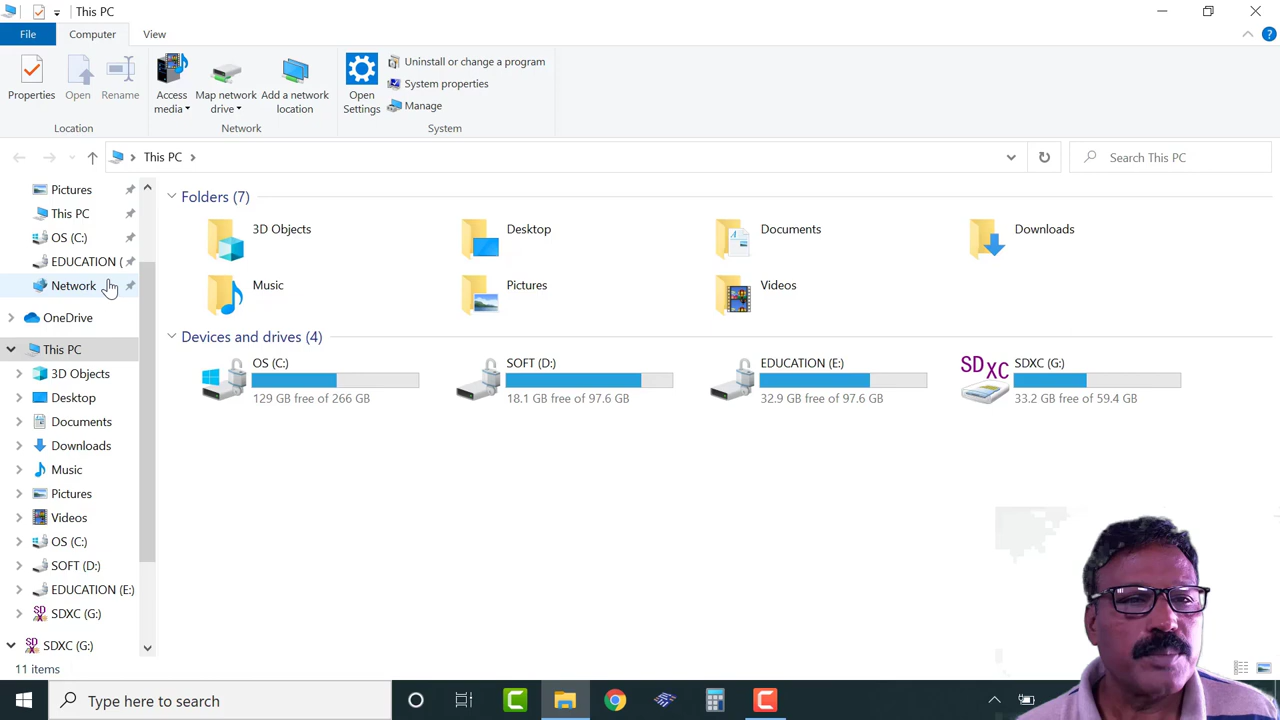 This PC
File
Computer
View
Properties
Open
Rename
Location
Access media
Map network drive
Add a network location
Network
Open Settings
Uninstall or change a program
System properties
Manage
System
This PC
Search This PC
Pictures
This PC
OS (C:)
EDUCATION (
Network
OneDrive
This PC
3D Objects
Desktop
Documents
Downloads
Music
Pictures
Videos
OS (C:)
SOFT (D:)
EDUCATION (E:)
SDXC (G:)
SDXC (G:)
Folders (7)
3D Objects
Desktop
Documents
Downloads
Music
Pictures
Videos
Devices and drives (4)
OS (C:)
129 GB free of 266 GB
SOFT (D:)
18.1 GB free of 97.6 GB
EDUCATION (E:)
32.9 GB free of 97.6 GB
SDXC
SDXC (G:)
33.2 GB free of 59.4 GB
11 items
Type here to search